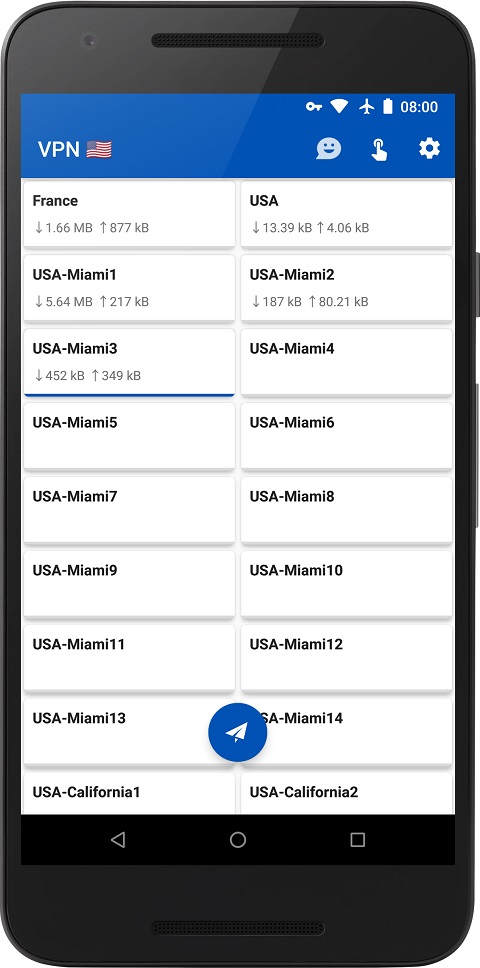 08:00
VPN 🇺🇸
France
↓1.66 MB ↑877 kB
USA
↓13.39 kB ↑4.06 kB
USA-Miami1
↓5.64 MB ↑217 kB
USA-Miami2
↓187 kB ↑80.21 kB
USA-Miami3
↓452 kB ↑349 kB
USA-Miami4
USA-Miami5
USA-Miami6
USA-Miami7
USA-Miami8
USA-Miami9
USA-Miami10
USA-Miami11
USA-Miami12
USA-Miami13
SA-Miami14
USA-California1
USA-California2